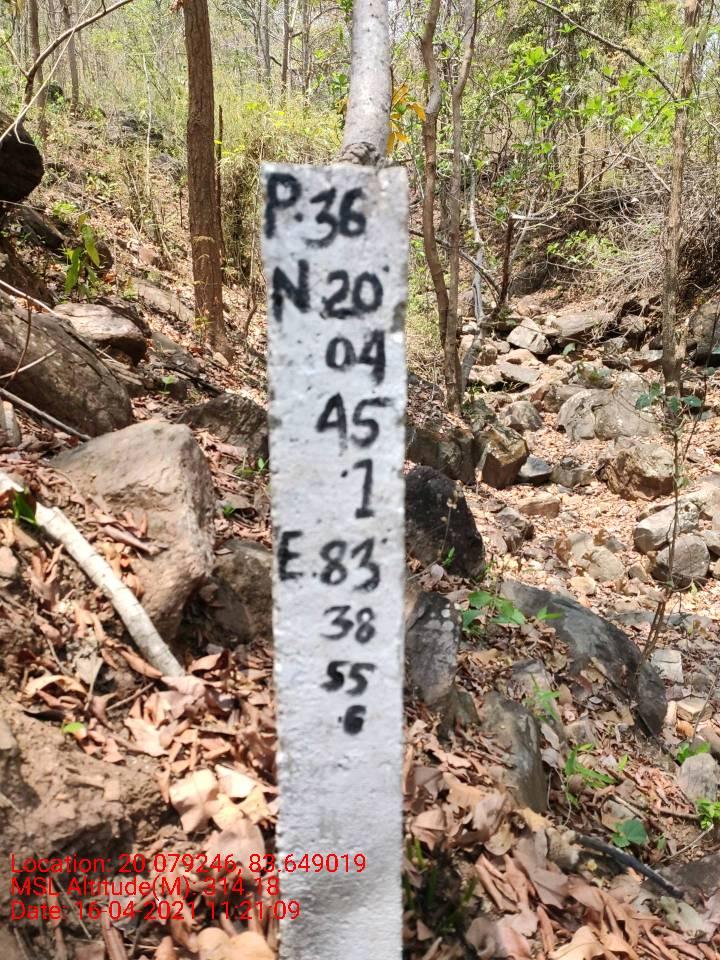 P.36
N 20
04
45
1
E.83
38
55
.6
Location: 20.079246, 83.649019
MSL Altitude(M): 314.18
Date: 16-04-2021 11:21:09